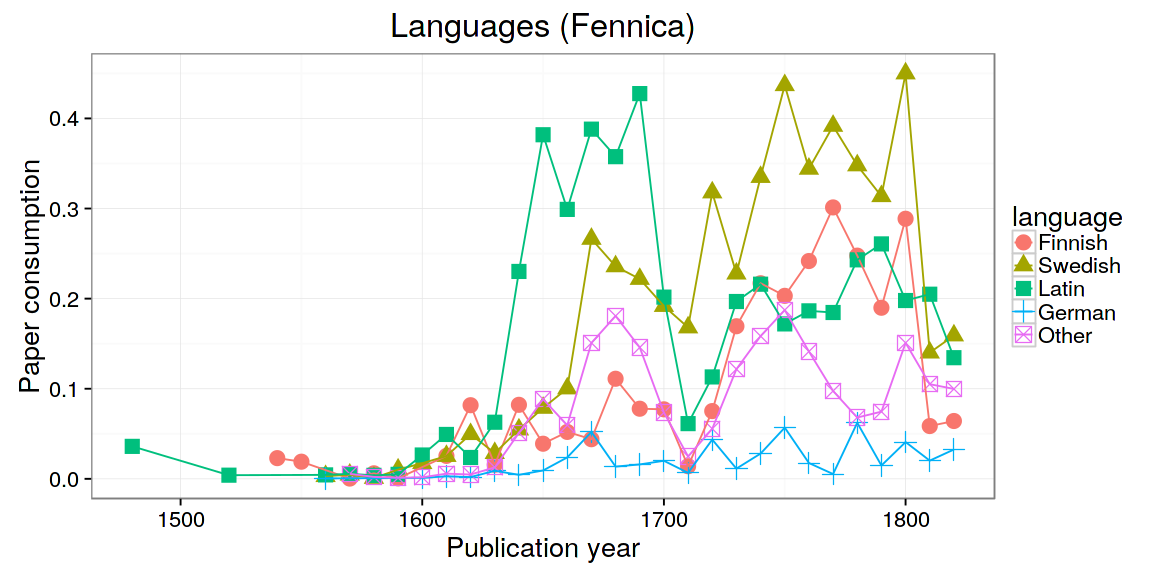 Languages (Fennica)
Paper consumption
0.4
0.3
0.2
0.1
0.0
1500 1600 1700 1800
Publication year
language
Finnish
Swedish
Latin
German
Other